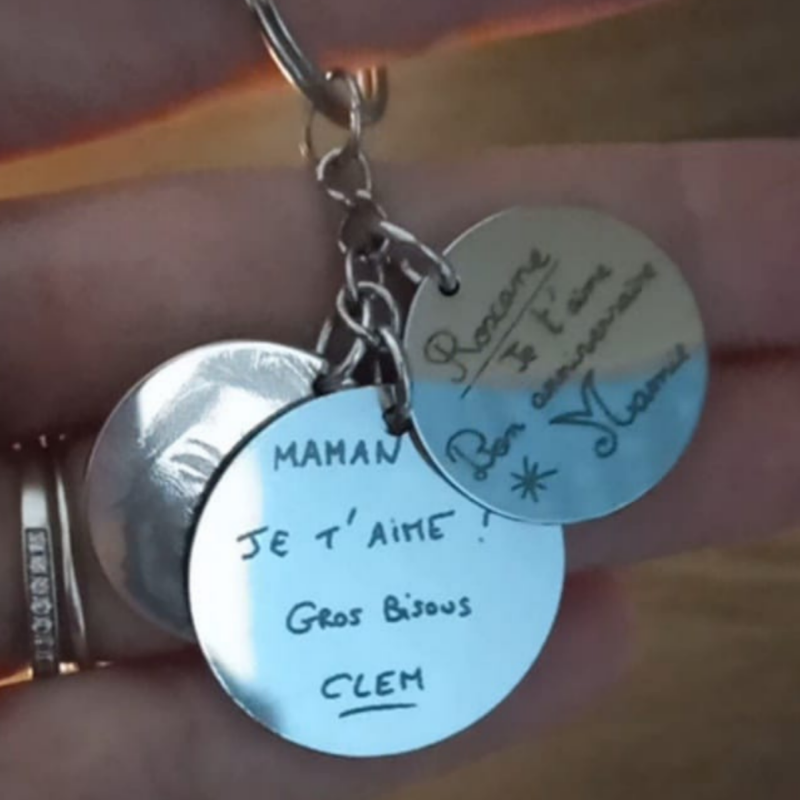 MAMAN
JE T'AIME !
GROS BISOUS
CLEM
Roxane
Je t'aime
Bon anniversaire
Mamie